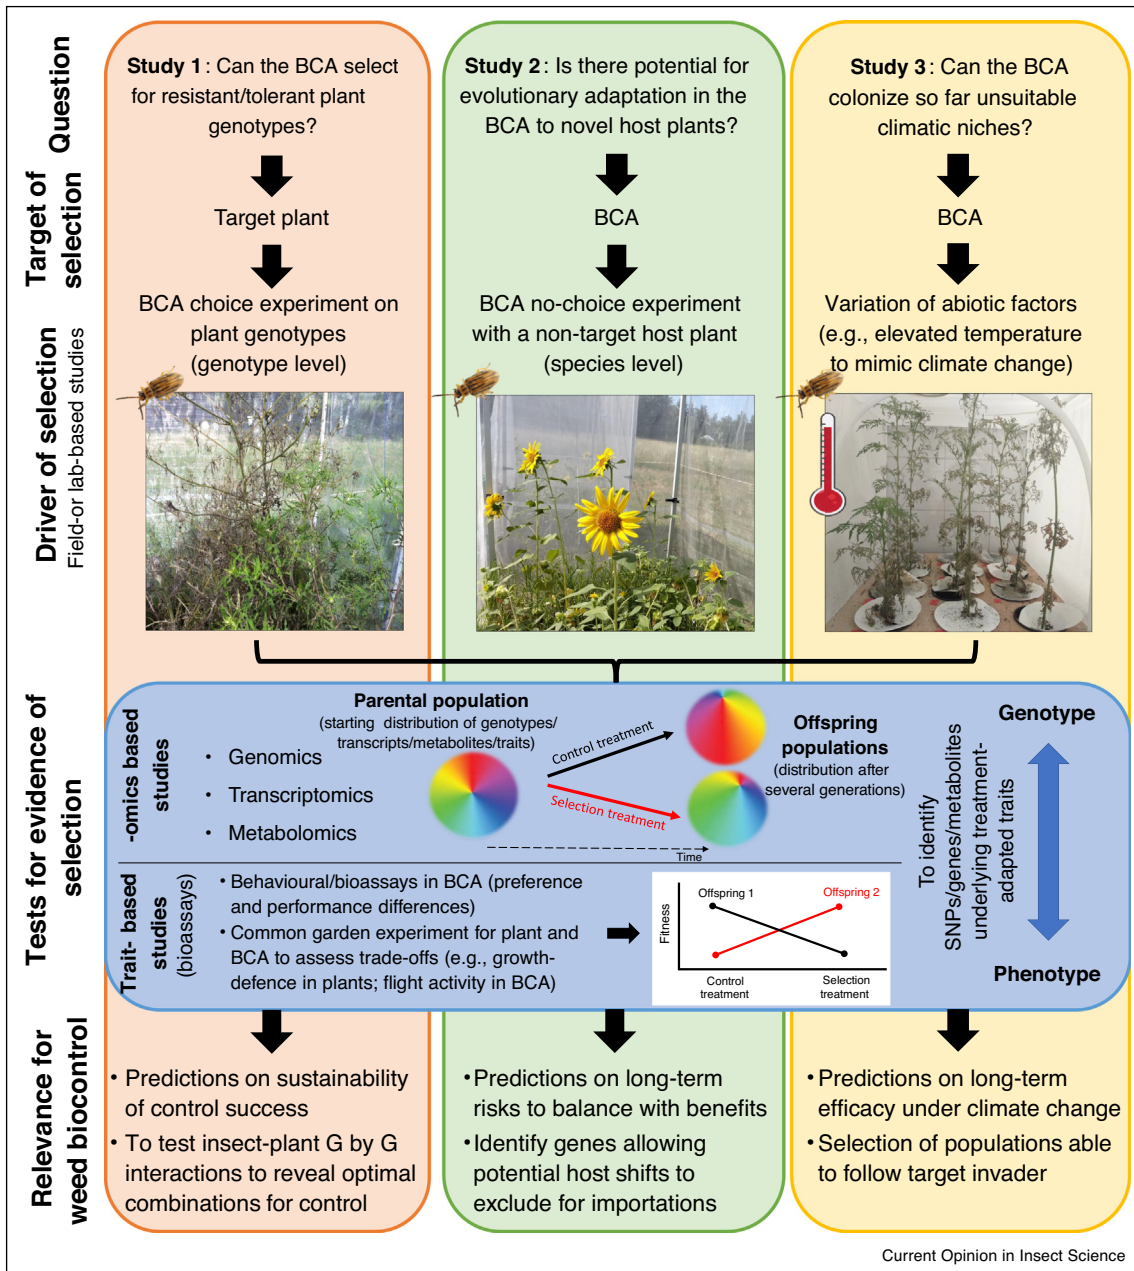 Question
Study 1: Can the BCA select
for resistant/tolerant plant
genotypes?
Study 2: Is there potential for
evolutionary adaptation in the
BCA to novel host plants?
Study 3: Can the BCA
colonize so far unsuitable
climatic niches?
Target of
selection
Target plant
BCA
BCA
Driver of selection
Field-or lab-based studies
BCA choice experiment on
plant genotypes
(genotype level)
BCA no-choice experiment
with a non-target host plant
(species level)
Variation of abiotic factors
(e.g., elevated temperature
to mimic climate change)
Tests for evidence of
selection
-omics based
studies
• Genomics
• Transcriptomics
• Metabolomics
Parental population
(starting distribution of genotypes/
transcripts/metabolites/traits)
Control treatment
Selection treatment
Time
Offspring
populations
(distribution after
several generations)
Trait- based
studies
(bioassays)
• Behavioural/bioassays in BCA (preference
and performance differences)
• Common garden experiment for plant and
BCA to assess trade-offs (e.g., growth-
defence in plants; flight activity in BCA)
Fitness
Offspring 1
Offspring 2
Control
treatment
Selection
treatment
To identify
SNPs/genes/metabolites
underlying treatment-
adapted traits
Genotype
Phenotype
Relevance for
weed biocontrol
• Predictions on sustainability
of control success
• To test insect-plant G by G
interactions to reveal optimal
combinations for control
• Predictions on long-term
risks to balance with benefits
• Identify genes allowing
potential host shifts to
exclude for importations
• Predictions on long-term
efficacy under climate change
• Selection of populations able
to follow target invader
Current Opinion in Insect Science